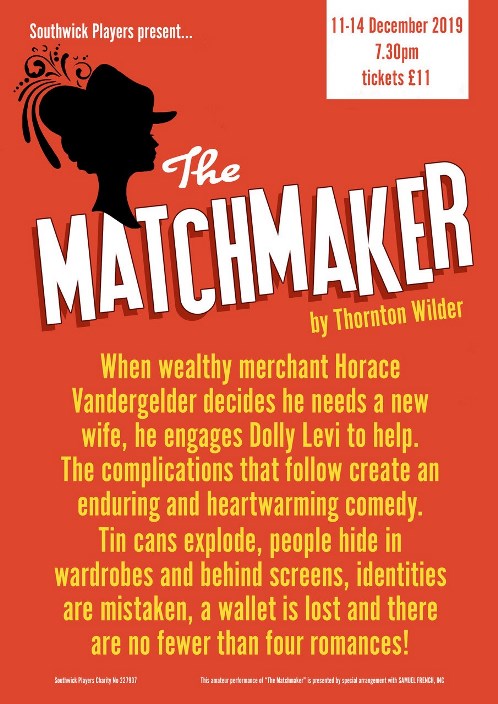 Southwick Players present...
11-14 December 2019
7.30pm
tickets £11
The
MATCHMAKER
by Thornton Wilder
When wealthy merchant Horace
Vandergelder decides he needs a new
wife, he engages Dolly Levi to help.
The complications that follow create an
enduring and heartwarming comedy.
Tin cans explode, people hide in
wardrobes and behind screens, identities
are mistaken, a wallet is lost and there
are no fewer than four romances!
Southwick Players Charity No 237937
This amateur performance of "The Matchmaker" is presented by special arrangement with SAMUEL FRENCH, INC